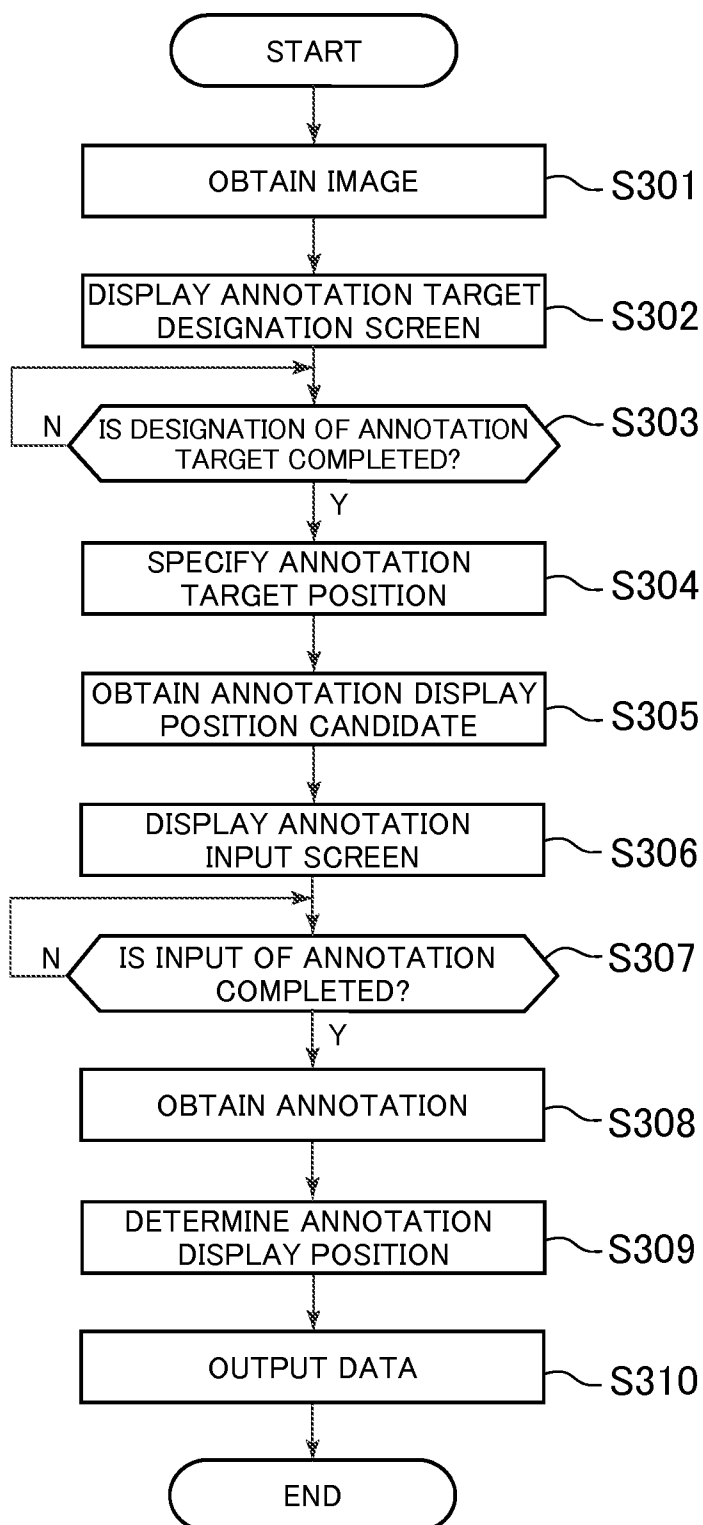 START
OBTAIN IMAGE
S301
DISPLAY ANNOTATION TARGET
DESIGNATION SCREEN
S302
IS DESIGNATION OF ANNOTATION
TARGET COMPLETED?
S303
N
Y
SPECIFY ANNOTATION
TARGET POSITION
S304
OBTAIN ANNOTATION DISPLAY
POSITION CANDIDATE
S305
DISPLAY ANNOTATION
INPUT SCREEN
S306
IS INPUT OF ANNOTATION
COMPLETED?
S307
N
Y
OBTAIN ANNOTATION
S308
DETERMINE ANNOTATION
DISPLAY POSITION
S309
OUTPUT DATA
S310
END